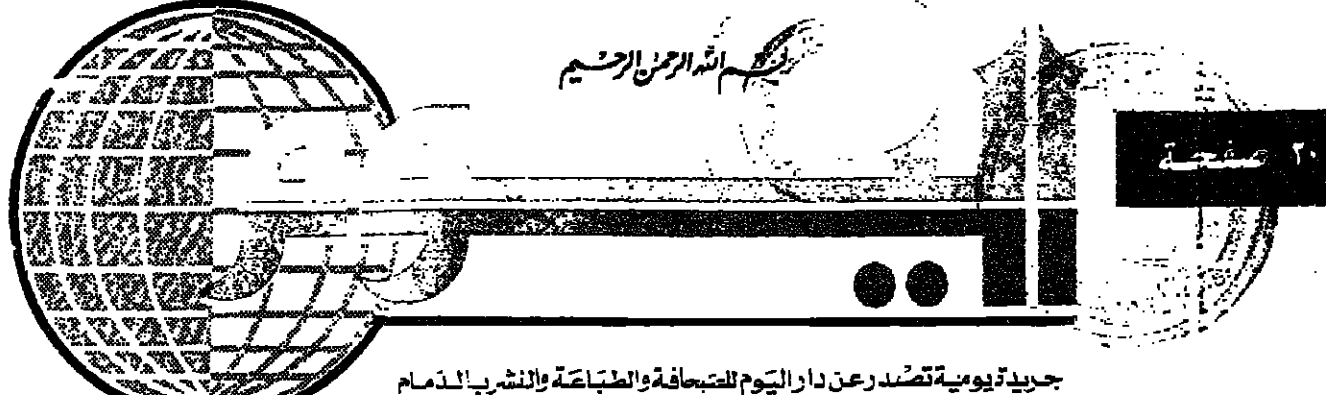 بسم الله الرحمن الرحيم
٢٠ صفحة
جريدة يومية تصدر عن دار اليوم للصحافة والطباعة والنشر بالدمام